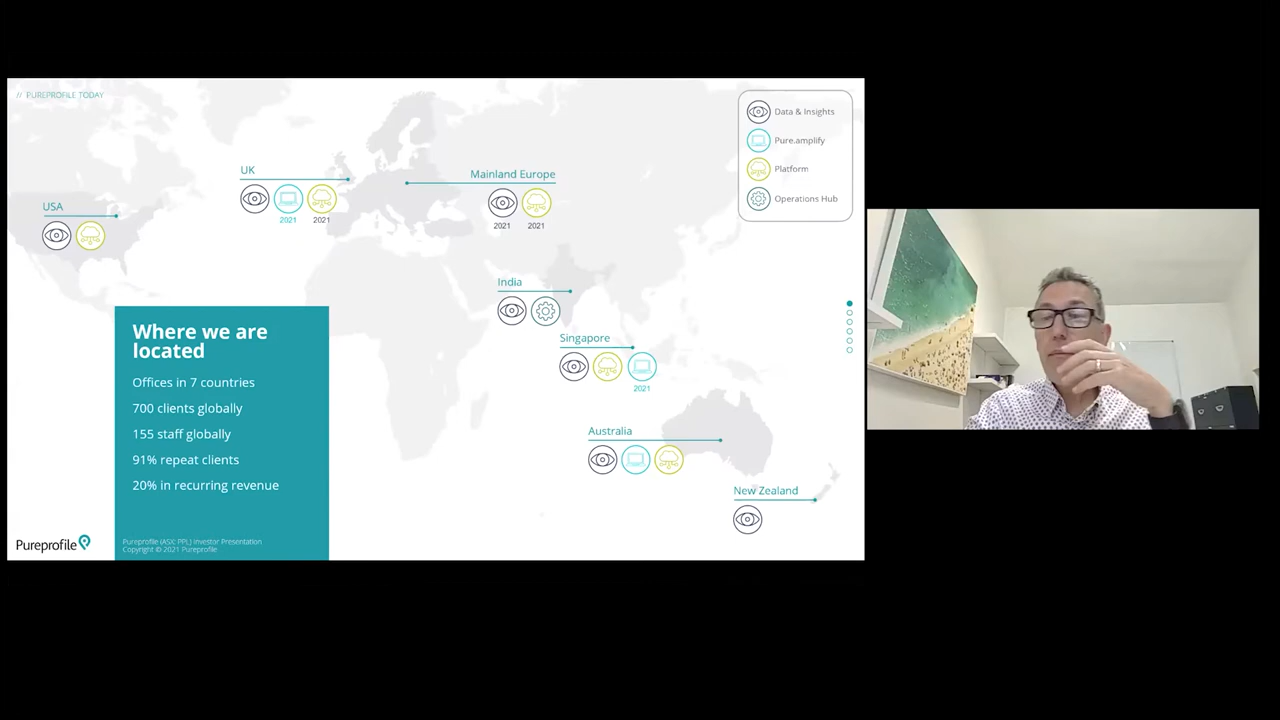 // PUREPROFILE TODAY
Data & Insights
Pure.amplify
Platform
Operations Hub
UK
2021
2021
Mainland Europe
2021
2021
USA
India
Singapore
2021
Australia
New Zealand
Where we are
located
Offices in 7 countries
700 clients globally
155 staff globally
91% repeat clients
20% in recurring revenue
Pureprofile
Pureprofile (ASX: PPL) Investor Presentation
Copyright © 2021 Pureprofile